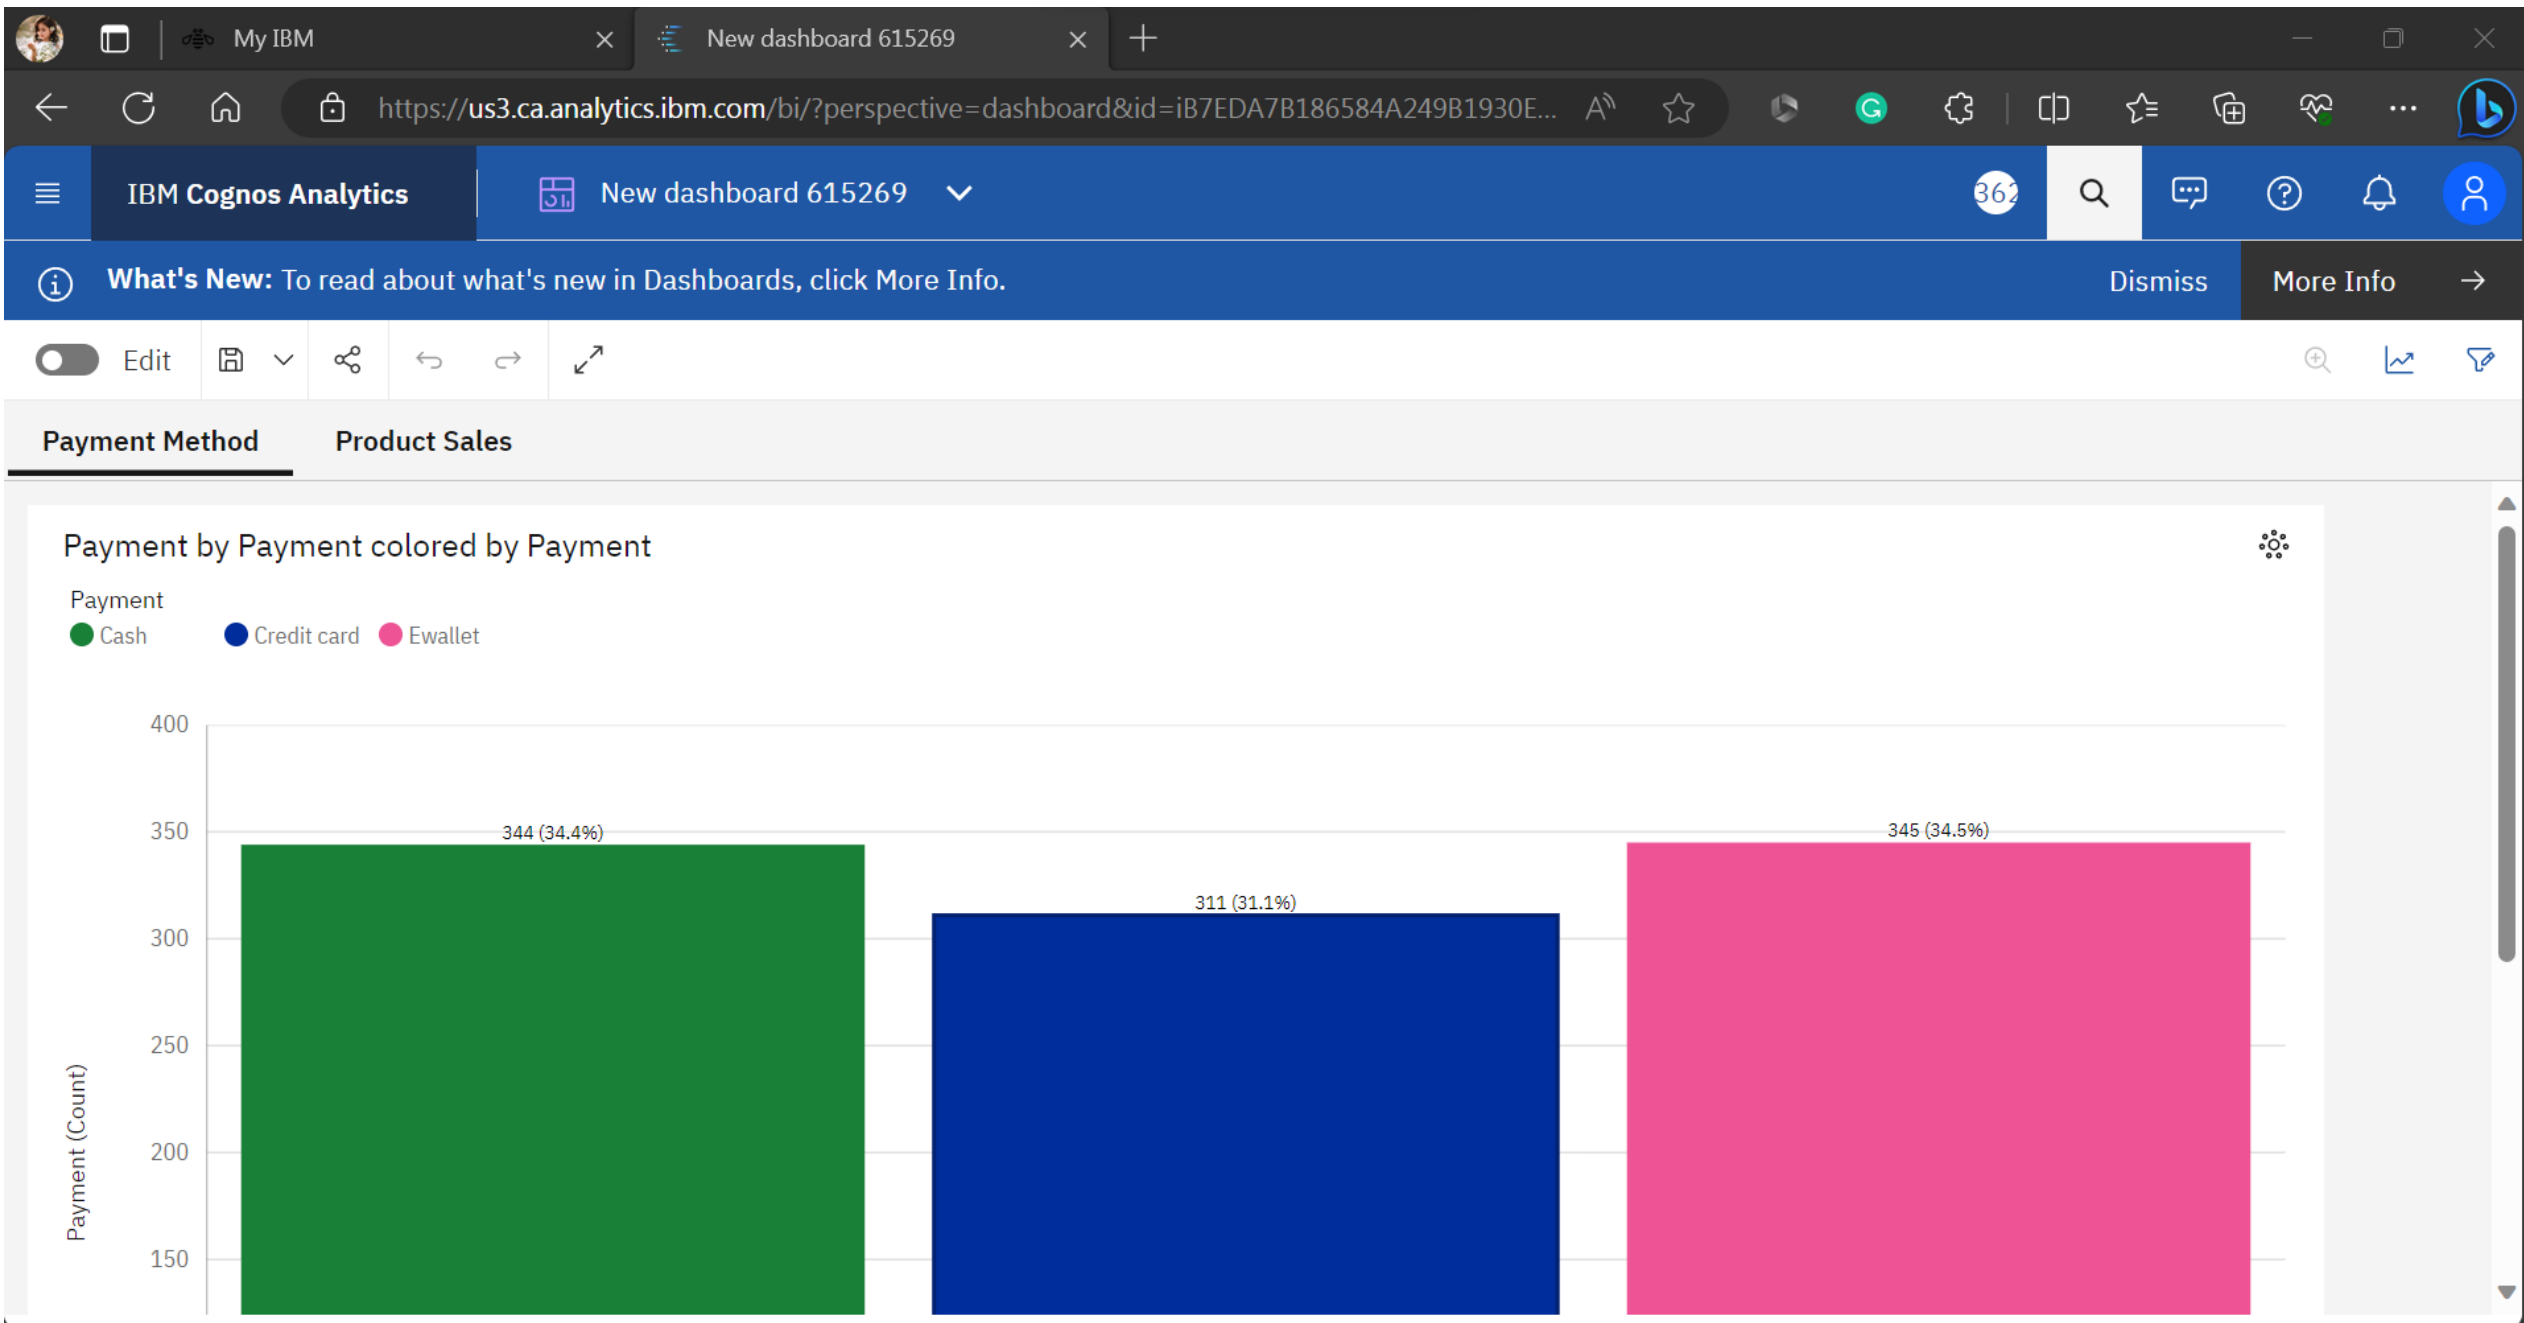 My IBM
New dashboard 615269
https://us3.ca.analytics.ibm.com/bi/?perspective=dashboard&id=iB7EDA7B186584A249B1930E...
IBM Cognos Analytics
New dashboard 615269
362
What's New: To read about what's new in Dashboards, click More Info.
Dismiss
More Info
Edit
Payment Method
Product Sales
Payment by Payment colored by Payment
Payment
Cash
Credit card
Ewallet
400
350
300
250
200
150
Payment (Count)
344 (34.4%)
311 (31.1%)
345 (34.5%)